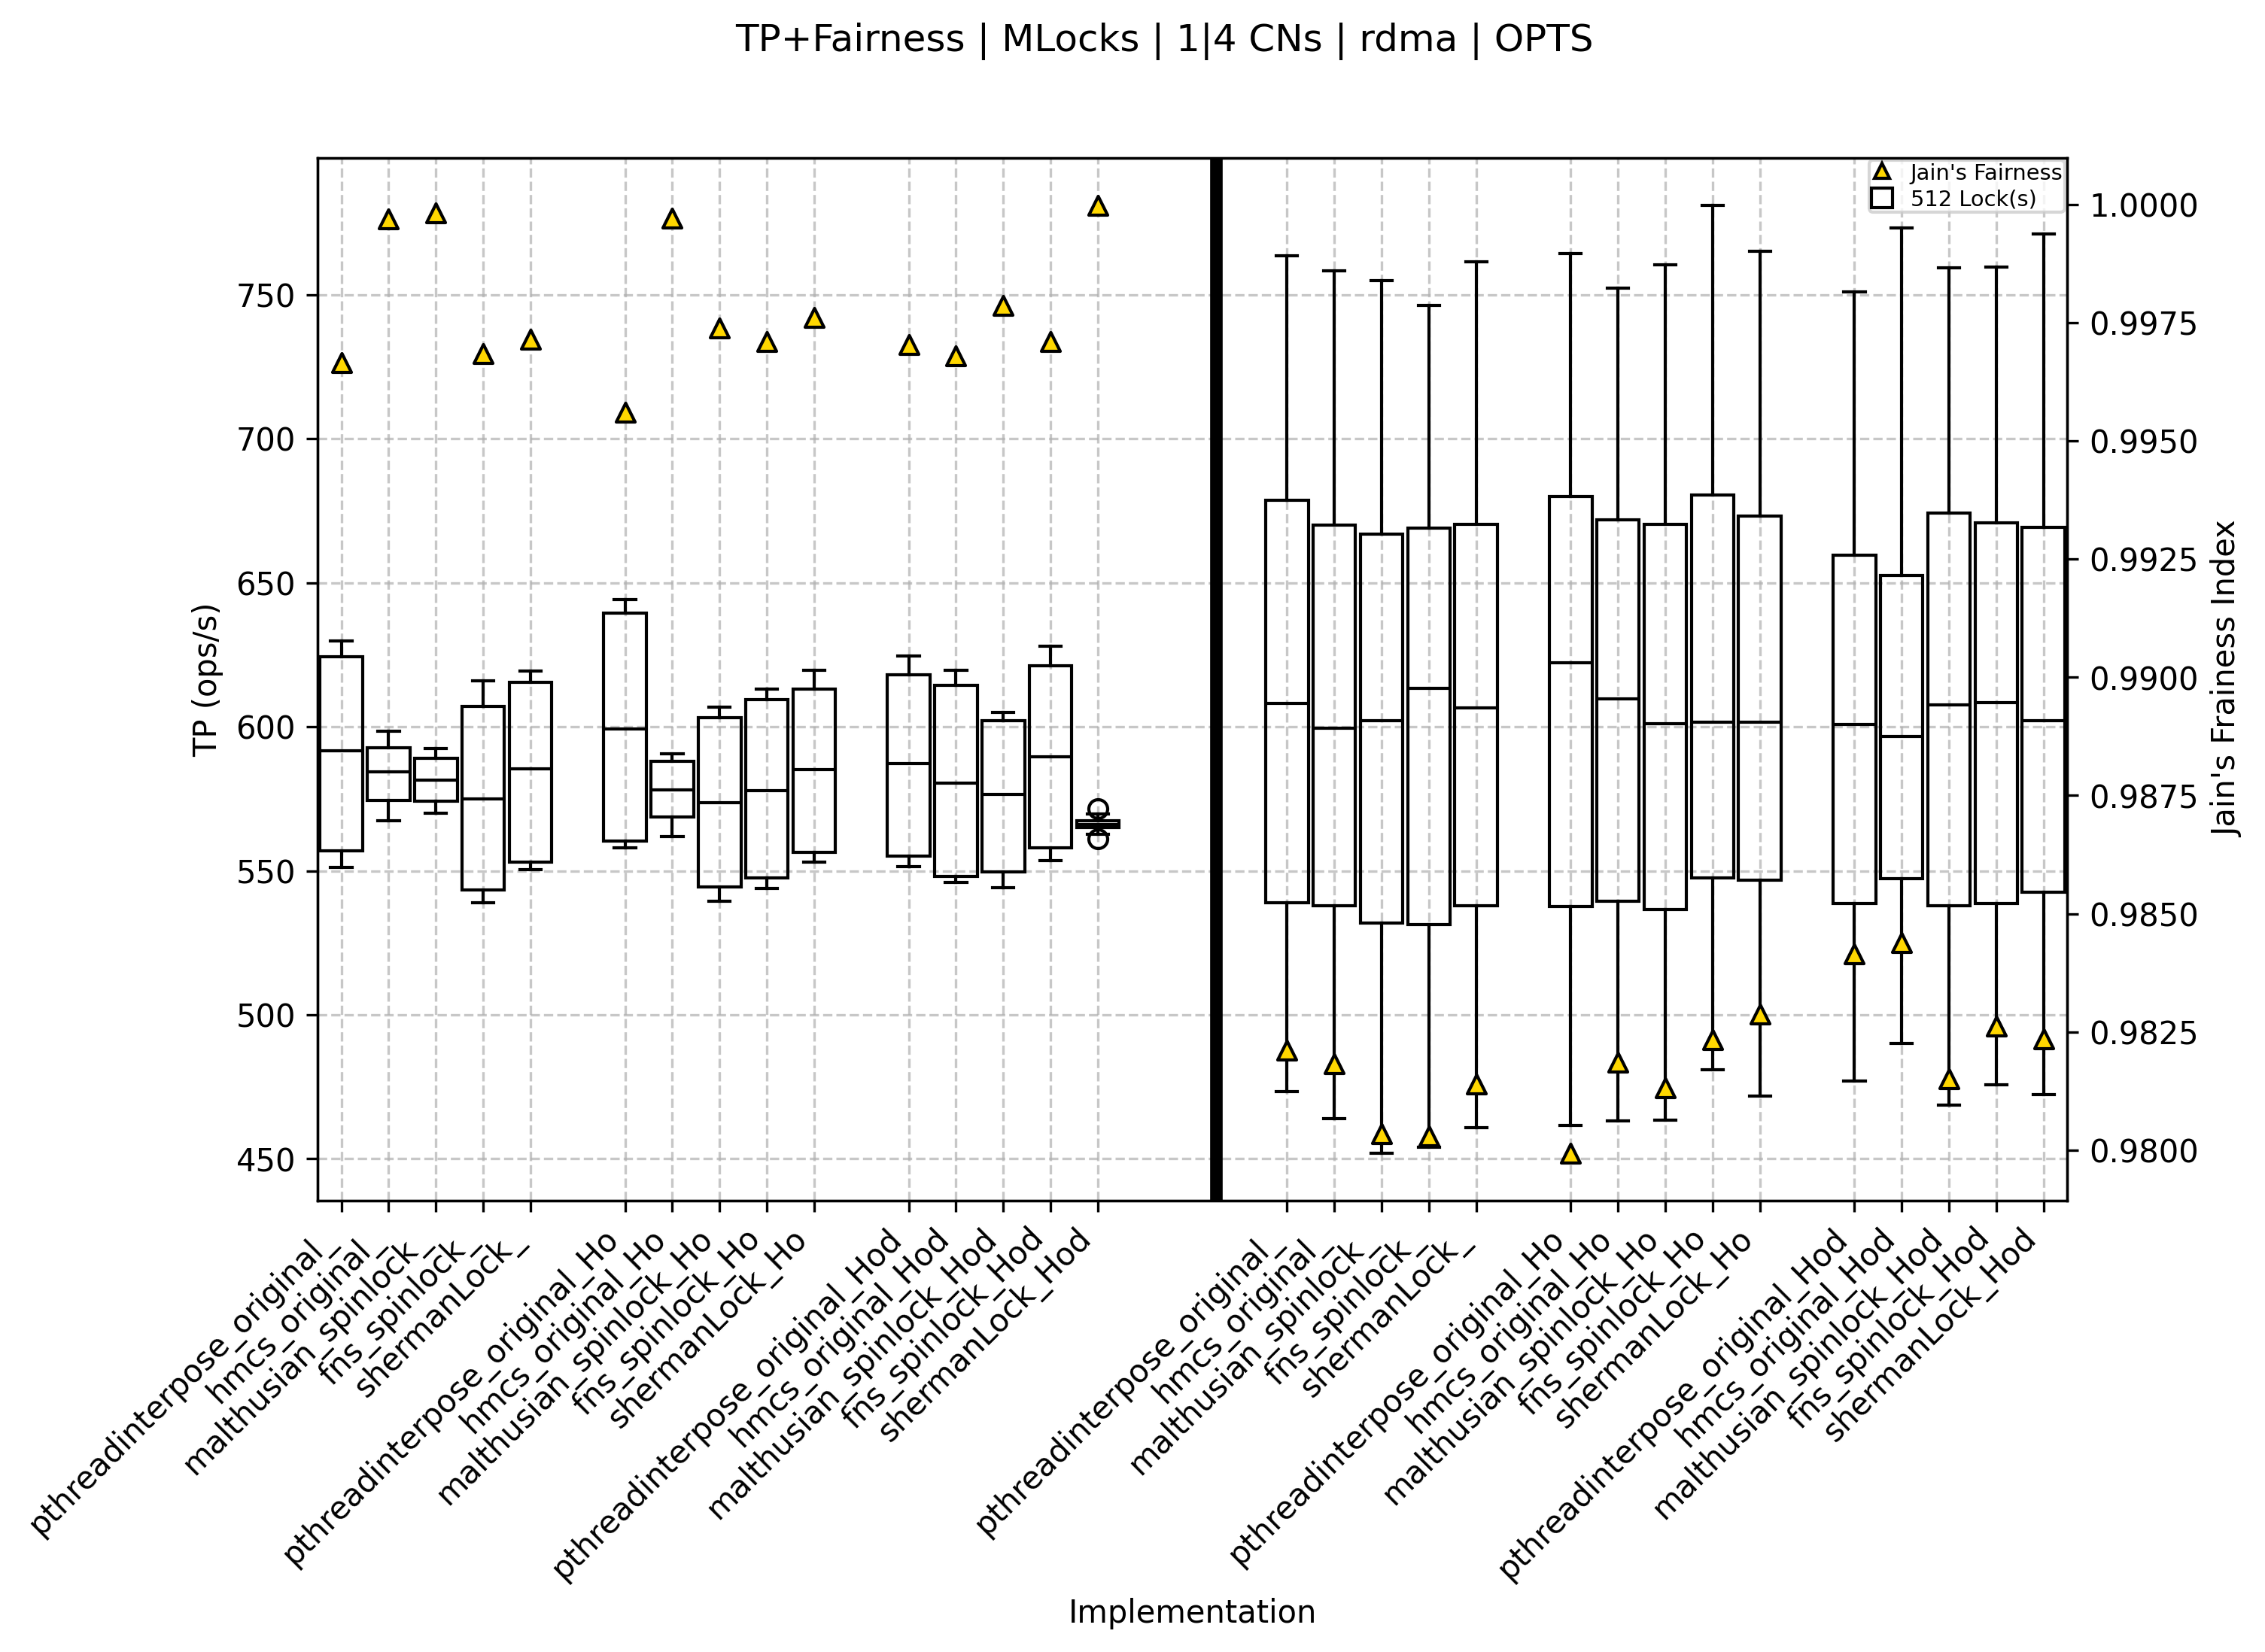 TP+Fairness | MLocks | 1|4 CNs | rdma | OPTS
Jain's Fairness
512 Lock(s)
TP (ops/s)
750
700
650
600
550
500
450
1.0000
0.9975
0.9950
0.9925
0.9900
0.9875
0.9850
0.9825
0.9800
Jain's Frainess Index
pthreadinterpose_original_
hmcs_original_
malthusian_spinlock_
fns_spinlock_
shermanLock_
pthreadinterpose_original_Ho
hmcs_original_Ho
malthusian_spinlock_Ho
fns_spinlock_Ho
shermanLock_Ho
pthreadinterpose_original_Hod
hmcs_original_Hod
malthusian_spinlock_Hod
fns_spinlock_Hod
shermanLock_Hod
pthreadinterpose_original_
hmcs_original_
malthusian_spinlock_
fns_spinlock_
shermanLock_
pthreadinterpose_original_Ho
hmcs_original_Ho
malthusian_spinlock_Ho
fns_spinlock_Ho
shermanLock_Ho
pthreadinterpose_original_Hod
hmcs_original_Hod
malthusian_spinlock_Hod
fns_spinlock_Hod
shermanLock_Hod
Implementation